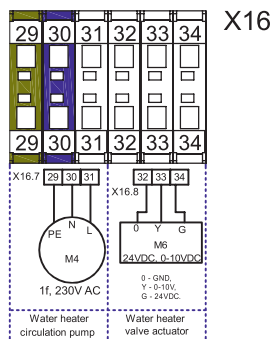 X16
29 30 31 32 33 34
29 30 31 32 33 34
X16.7 29 30 31
X16.8 32 33 34
PE N L
M4
1f, 230V AC
0 Y G
M6
24VDC, 0-10VDC
0 - GND,
Y - 0-10V,
G - 24VDC.
Water heater
circulation pump
Water heater
valve actuator